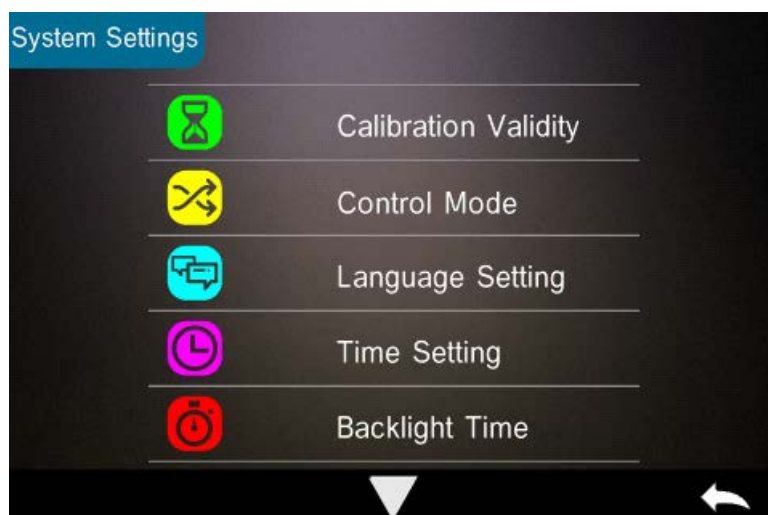 System Settings
Calibration Validity
Control Mode
Language Setting
Time Setting
Backlight Time